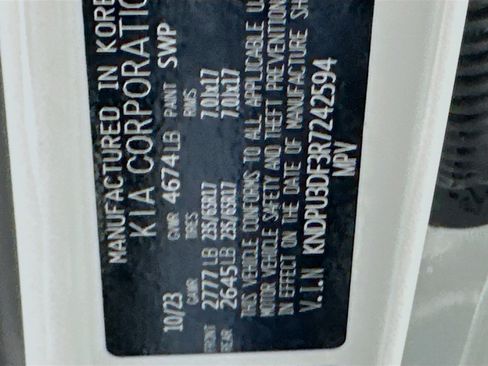 MANUFACTURED IN KORE
KIA CORPORATIO
10/23 GWR 4674LB PAINT SWP
GAWR TIRES RIMS
FRONT 2777LB 235/65R17 7.0Jx17
REAR 2645LB 235/65R17 7.0Jx17
THIS VEHICLE CONFORMS TO ALL APPLICABLE U
MOTOR VEHICLE SAFETY AND THEFT PREVENTION
IN EFFECT ON THE DATE OF MANUFACTURE SH
V.I.N KNDPU3DF3R7242594
MPV